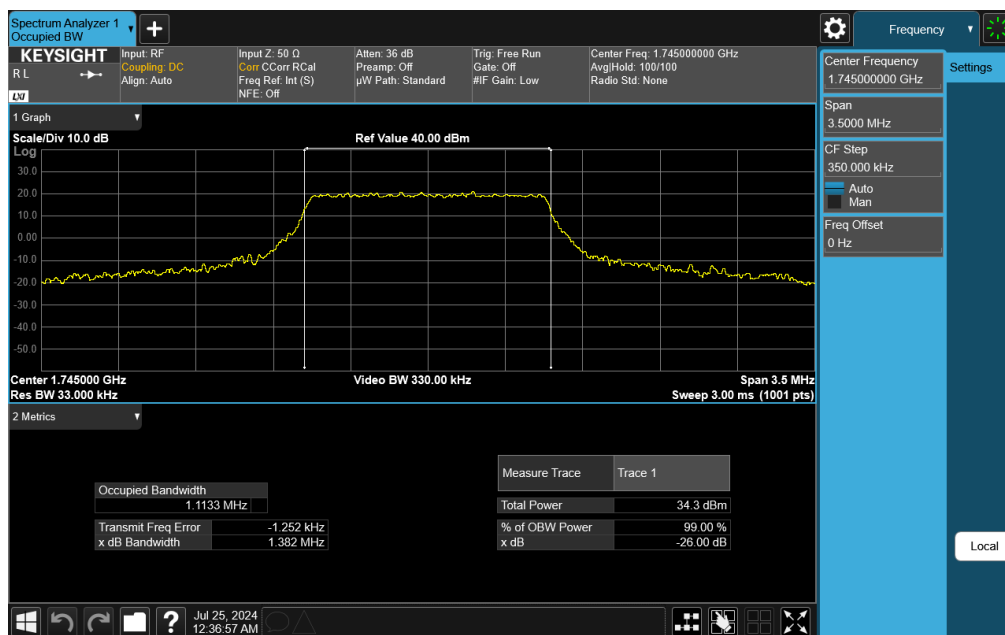 Spectrum Analyzer 1
Occupied BW
+
Frequency
KEYSIGHT
R L
LXI
Input: RF
Coupling: DC
Align: Auto
Input Z: 50 Ω
Corr CCorr RCal
Freq Ref: Int (S)
NFE: Off
Atten: 36 dB
Preamp: Off
µW Path: Standard
Trig: Free Run
Gate: Off
#IF Gain: Low
Center Freq: 1.745000000 GHz
Avg|Hold: 100/100
Radio Std: None
Center Frequency
1.745000000 GHz
Settings
Span
3.5000 MHz
CF Step
350.000 kHz
Auto
Man
Freq Offset
0 Hz
1 Graph
Scale/Div 10.0 dB
Ref Value 40.00 dBm
Log
30.0
20.0
10.0
0.00
-10.0
-20.0
-30.0
-40.0
-50.0
Center 1.745000 GHz
Video BW 330.00 kHz
Span 3.5 MHz
Res BW 33.000 kHz
Sweep 3.00 ms (1001 pts)
2 Metrics
Occupied Bandwidth
1.1133 MHz
Transmit Freq Error -1.252 kHz
x dB Bandwidth 1.382 MHz
Measure Trace Trace 1
Total Power 34.3 dBm
% of OBW Power 99.00 %
x dB -26.00 dB
Local
?
Jul 25, 2024
12:36:57 AM